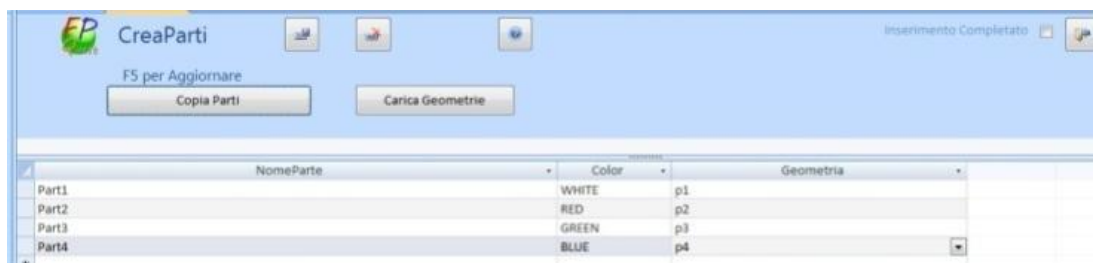 FP
CreaParti
Inserimento Completato
F5 per Aggiornare
Copia Parti
Carica Geometrie
NomeParte Color Geometria
Part1 WHITE p1
Part2 RED p2
Part3 GREEN p3
Part4 BLUE p4